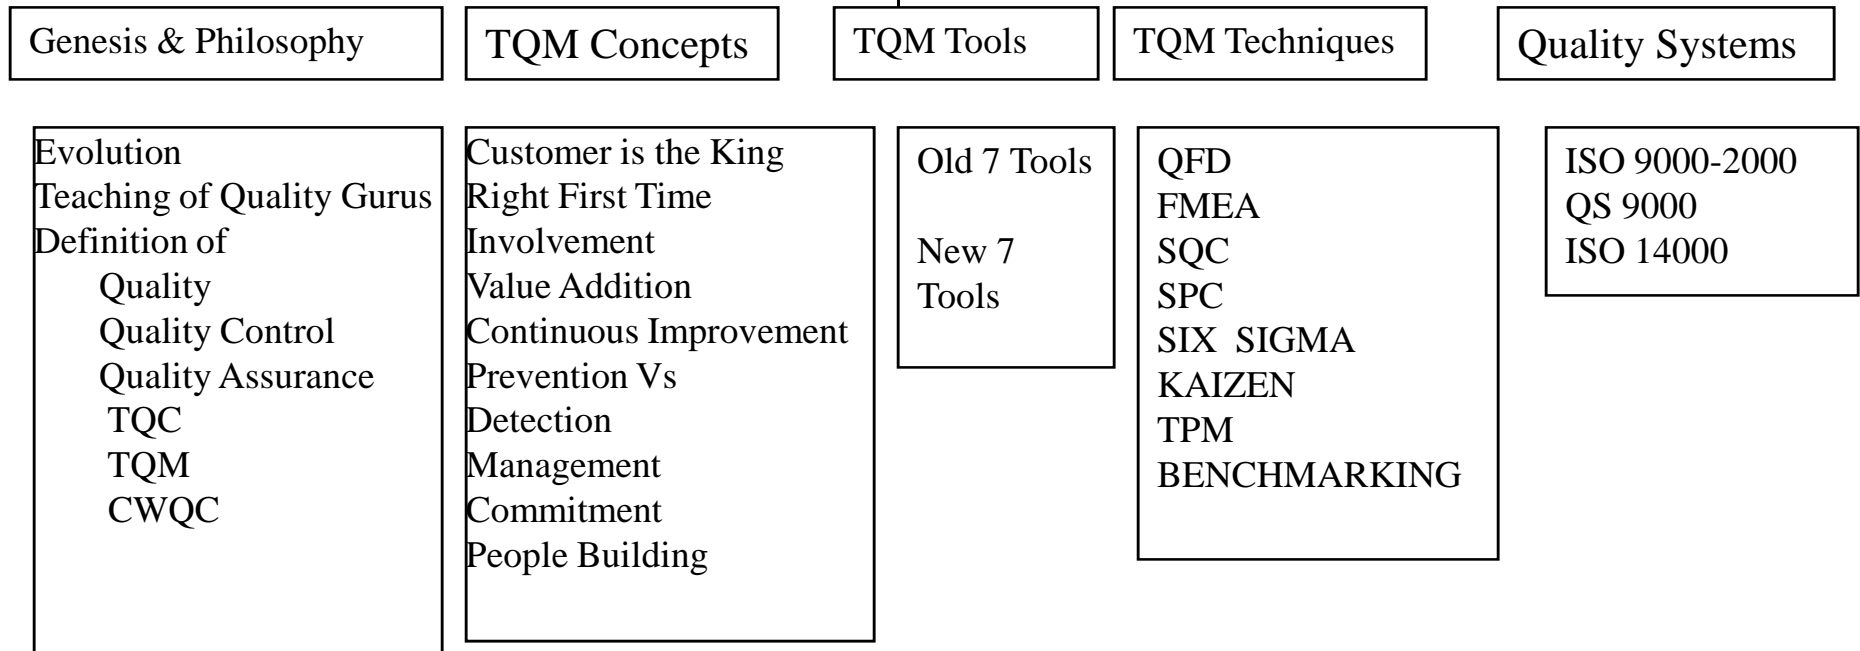 Genesis & Philosophy
TQM Concepts
TQM Tools
TQM Techniques
Quality Systems
Evolution
Teaching of Quality Gurus
Definition of
Quality
Quality Control
Quality Assurance
TQC
TQM
CWQC
Customer is the King
Right First Time
Involvement
Value Addition
Continuous Improvement
Prevention Vs
Detection
Management
Commitment
People Building
Old 7 Tools
New 7
Tools
QFD
FMEA
SQC
SPC
SIX SIGMA
KAIZEN
TPM
BENCHMARKING
ISO 9000-2000
QS 9000
ISO 14000